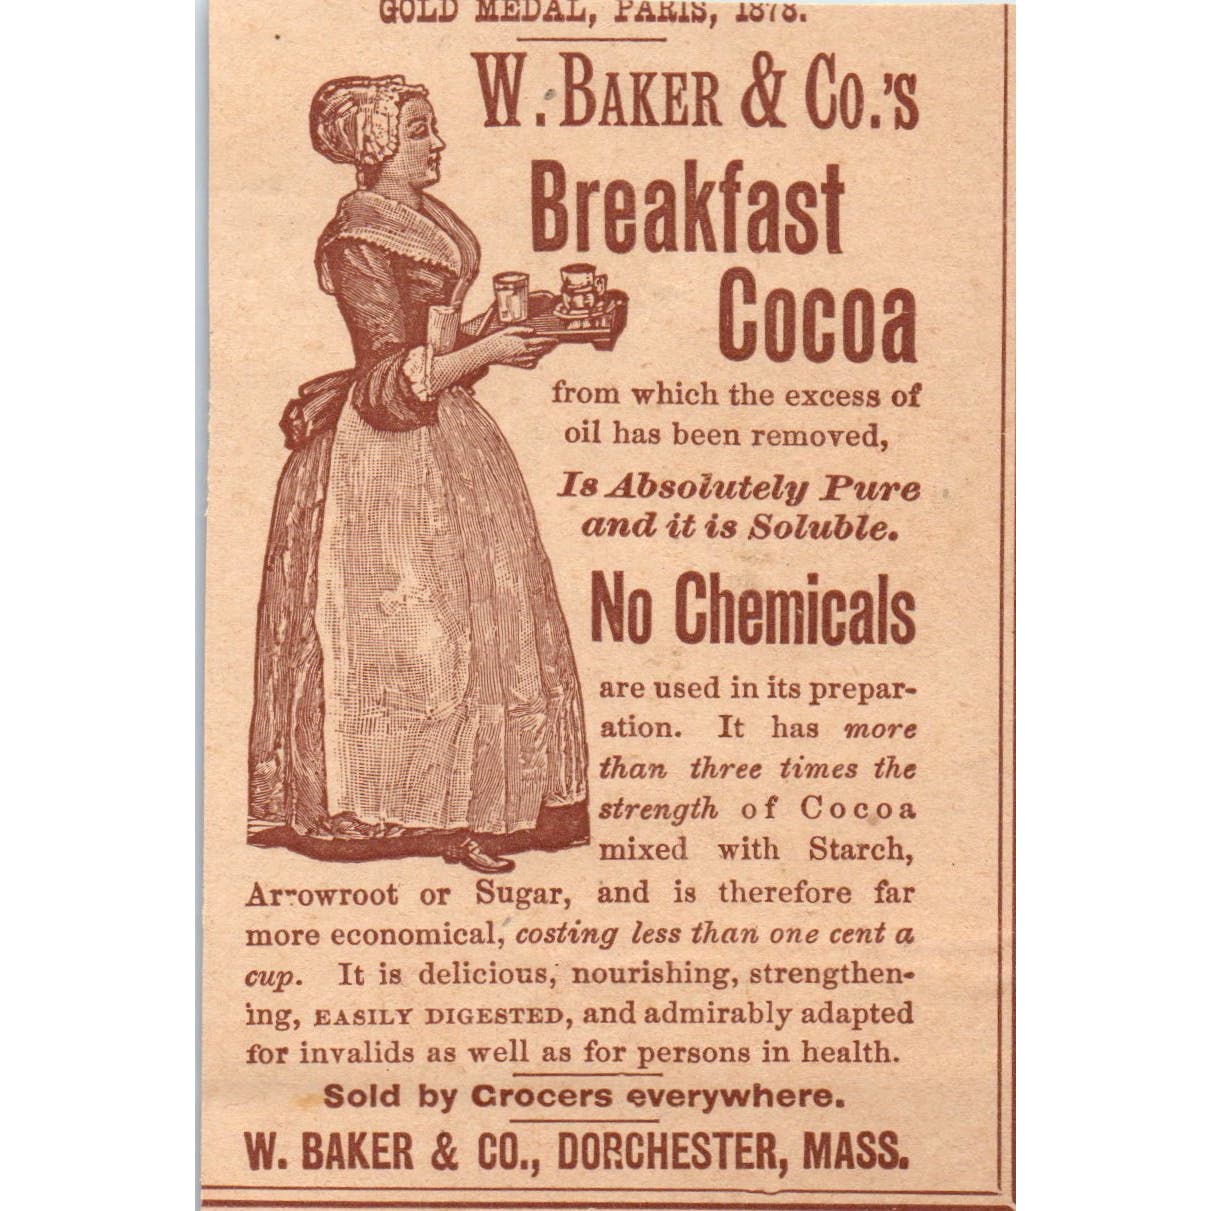 GOLD MEDAL, PARIS, 1878.
W. BAKER & CO.'S
Breakfast
Cocoa
from which the excess of
oil has been removed,
Is Absolutely Pure
and it is Soluble.
No Chemicals
are used in its prepar-
ation. It has more
than three times the
strength of Cocoa
mixed with Starch,
Arrowroot or Sugar, and is therefore far
more economical, costing less than one cent a
cup. It is delicious, nourishing, strengthen-
ing, EASILY DIGESTED, and admirably adapted
for invalids as well as for persons in health.
Sold by Grocers everywhere.
W. BAKER & CO., DORCHESTER, MASS.